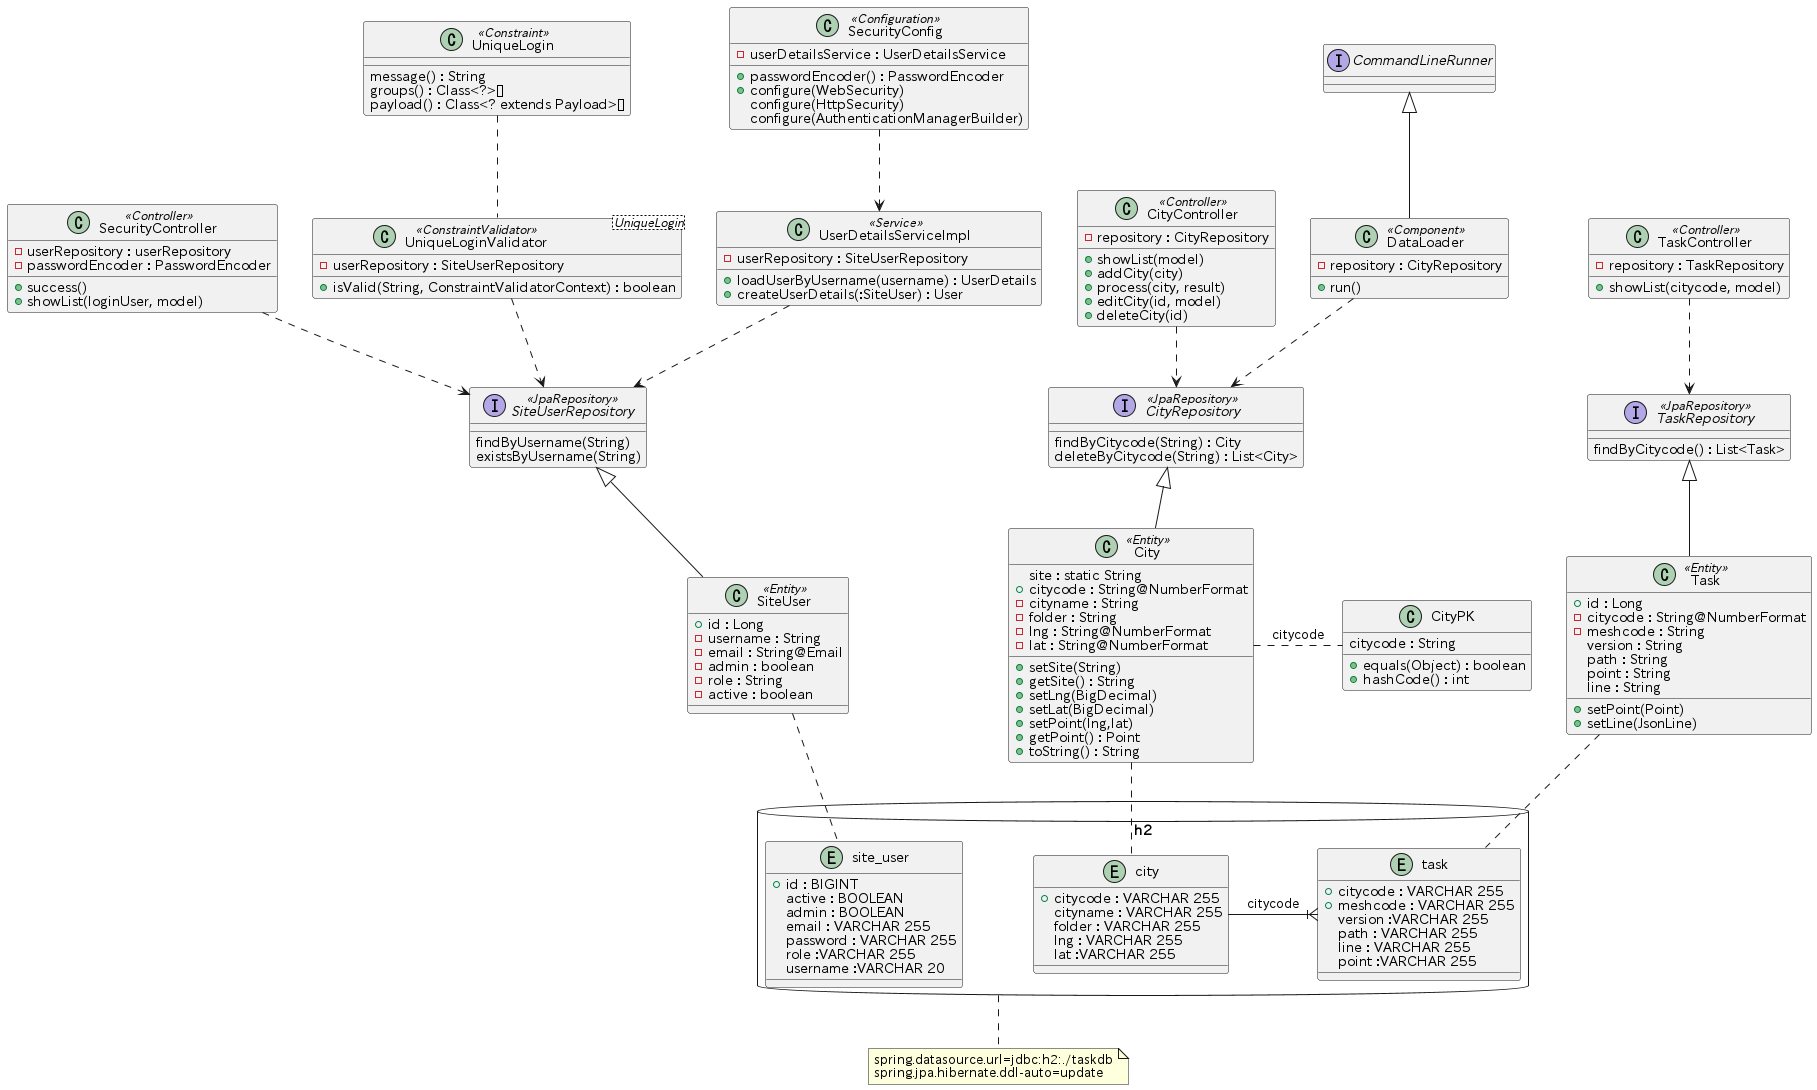 «Constraint»
C UniqueLogin
message() : String
groups() : Class<?>[]
payload() : Class<? extends Payload>[]
«Configuration»
C SecurityConfig
userDetailsService : UserDetailsService
passwordEncoder() : PasswordEncoder
configure(WebSecurity)
configure(HttpSecurity)
configure(AuthenticationManagerBuilder)
I CommandLineRunner
«Controller»
C SecurityController
userRepository : userRepository
passwordEncoder : PasswordEncoder
success()
showList(loginUser, model)
UniqueLogin
«ConstraintValidator»
C UniqueLoginValidator
userRepository : SiteUserRepository
isValid(String, ConstraintValidatorContext) : boolean
«Service»
C UserDetailsServiceImpl
userRepository : SiteUserRepository
loadUserByUsername(username) : UserDetails
createUserDetails(:SiteUser) : User
«Controller»
C CityController
repository : CityRepository
showList(model)
addCity(city)
process(city, result)
editCity(id, model)
deleteCity(id)
«Component»
C DataLoader
repository : CityRepository
run()
«Controller»
C TaskController
repository : TaskRepository
showList(citycode, model)
«JpaRepository»
I SiteUserRepository
findByUsername(String)
existsByUsername(String)
«JpaRepository»
I CityRepository
findByCitycode(String) : City
deleteByCitycode(String) : List<City>
«JpaRepository»
I TaskRepository
findByCitycode() : List<Task>
«Entity»
C SiteUser
id : Long
username : String
email : String@Email
admin : boolean
role : String
active : boolean
«Entity»
C City
site : static String
citycode : String@NumberFormat
cityname : String
folder : String
lng : String@NumberFormat
lat : String@NumberFormat
setSite(String)
getSite() : String
setLng(BigDecimal)
setLat(BigDecimal)
setPoint(lng,lat)
getPoint() : Point
toString() : String
citycode
C CityPK
citycode : String
equals(Object) : boolean
hashCode() : int
«Entity»
C Task
id : Long
citycode : String@NumberFormat
meshcode : String
version : String
path : String
point : String
line : String
setPoint(Point)
setLine(JsonLine)
h2
E site_user
id : BIGINT
active : BOOLEAN
admin : BOOLEAN
email : VARCHAR 255
password : VARCHAR 255
role :VARCHAR 255
username :VARCHAR 20
E city
citycode : VARCHAR 255
cityname : VARCHAR 255
folder : VARCHAR 255
lng : VARCHAR 255
lat :VARCHAR 255
citycode
E task
citycode : VARCHAR 255
meshcode : VARCHAR 255
version :VARCHAR 255
path : VARCHAR 255
line : VARCHAR 255
point :VARCHAR 255
spring.datasource.url=jdbc:h2:./taskdb
spring.jpa.hibernate.ddl-auto=update